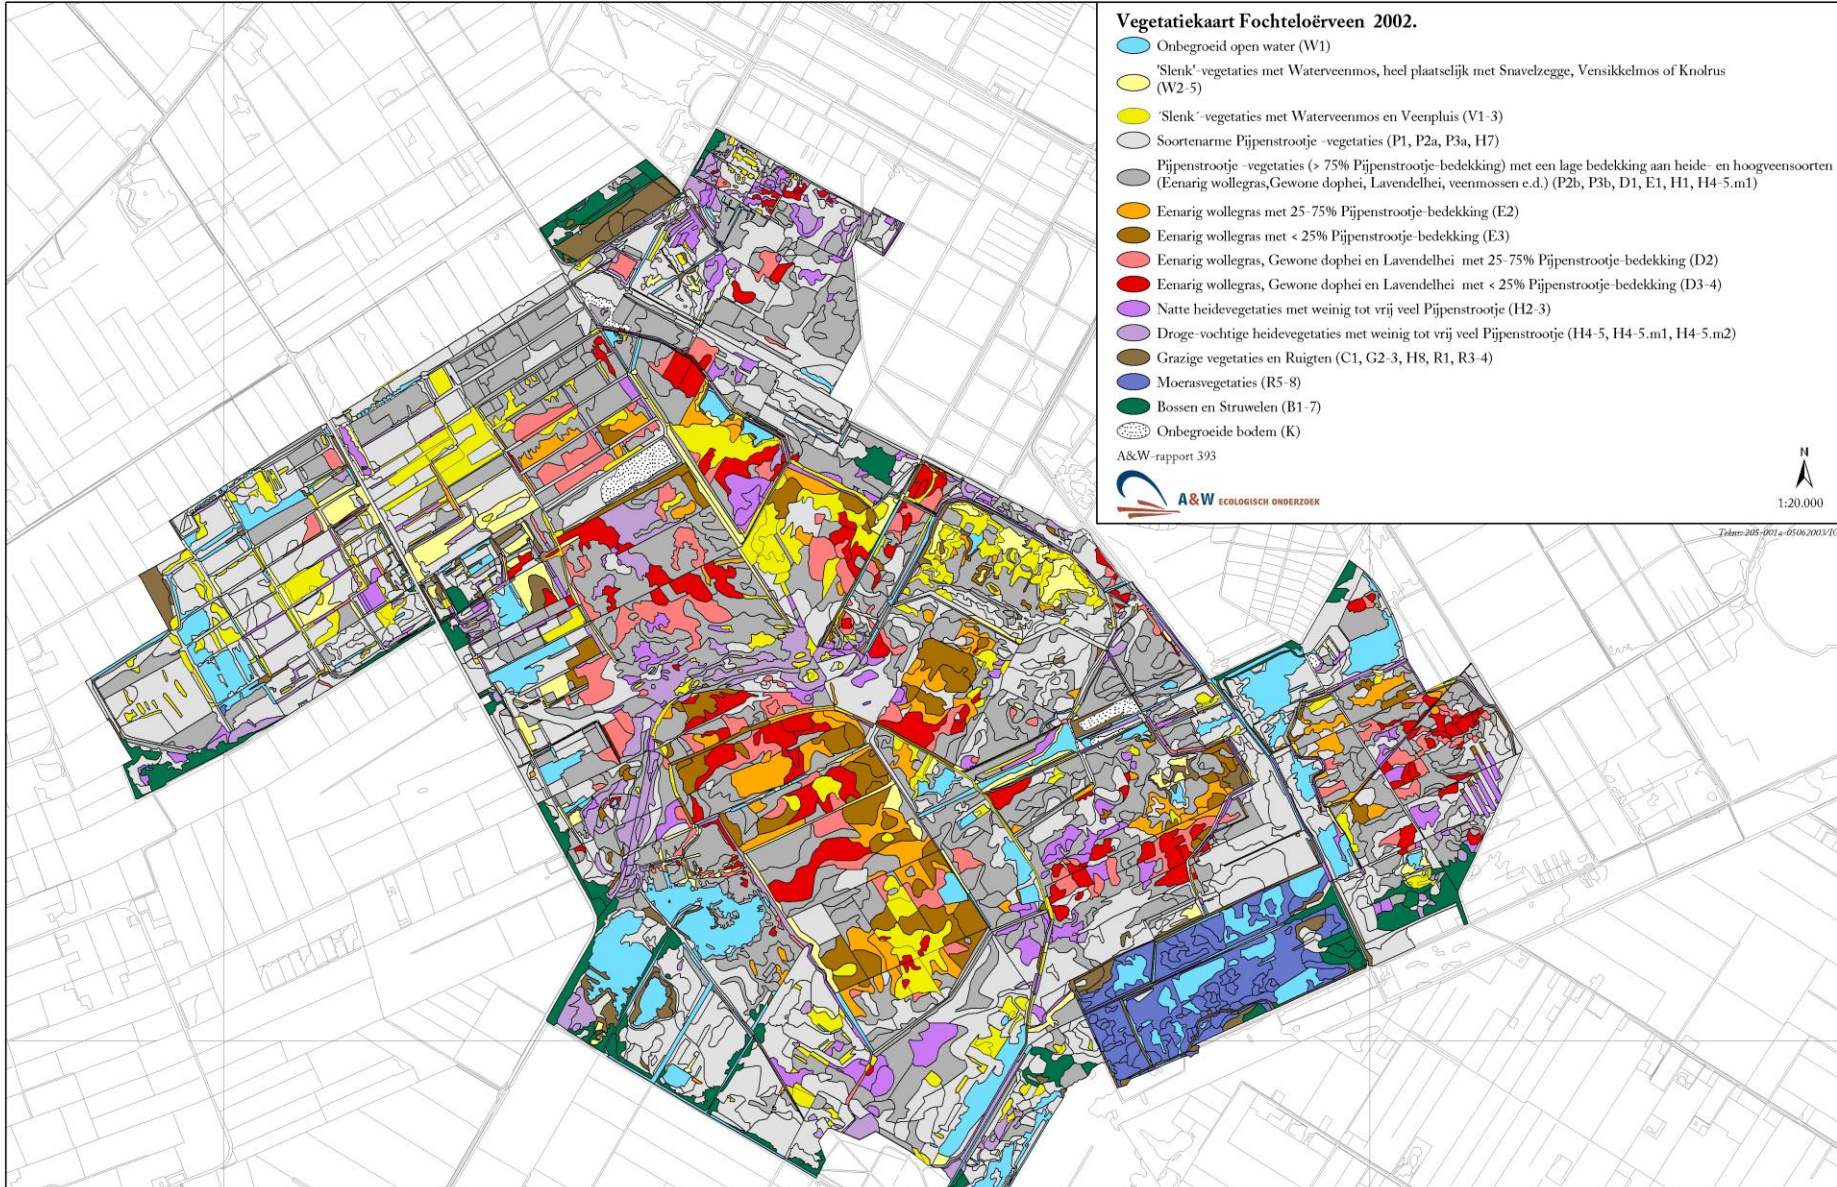 Vegetatiekaart Fochteloërveen 2002.
Onbegroeid open water (W1)
'Slenk'-vegetaties met Waterveenmos, heel plaatselijk met Snavelzegge, Vensikkelmos of Knolrus
(W2-5)
´Slenk´-vegetaties met Waterveenmos en Veenpluis (V1-3)
Soortenarme Pijpenstrootje -vegetaties (P1, P2a, P3a, H7)
Pijpenstrootje -vegetaties (> 75% Pijpenstrootje-bedekking) met een lage bedekking aan heide- en hoogveensoorten
(Eenarig wollegras,Gewone dophei, Lavendelhei, veenmossen e.d.) (P2b, P3b, D1, E1, H1, H4-5.m1)
Eenarig wollegras met 25-75% Pijpenstrootje-bedekking (E2)
Eenarig wollegras met < 25% Pijpenstrootje-bedekking (E3)
Eenarig wollegras, Gewone dophei en Lavendelhei met 25-75% Pijpenstrootje-bedekking (D2)
Eenarig wollegras, Gewone dophei en Lavendelhei met < 25% Pijpenstrootje-bedekking (D3-4)
Natte heidevegetaties met weinig tot vrij veel Pijpenstrootje (H2-3)
Droge-vochtige heidevegetaties met weinig tot vrij veel Pijpenstrootje (H4-5, H4-5.m1, H4-5.m2)
Grazige vegetaties en Ruigten (C1, G2-3, H8, R1, R3-4)
Moerasvegetaties (R5-8)
Bossen en Struwelen (B1-7)
Onbegroeide bodem (K)
A&W-rapport 393
A&W ECOLOGISCH ONDERZOEK
N
1:20.000